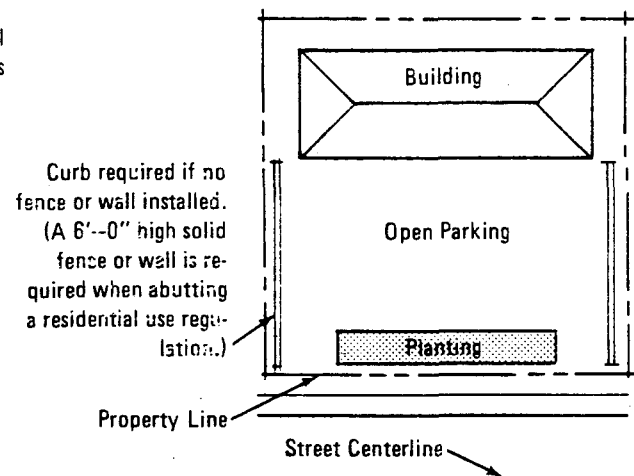 Building
Curb required if no
fence or wall installed.
(A 6'--0" high solid
fence or wall is re-
quired when abutting
a residential use regu-
lation.)
Open Parking
Planting
Property Line
Street Centerline